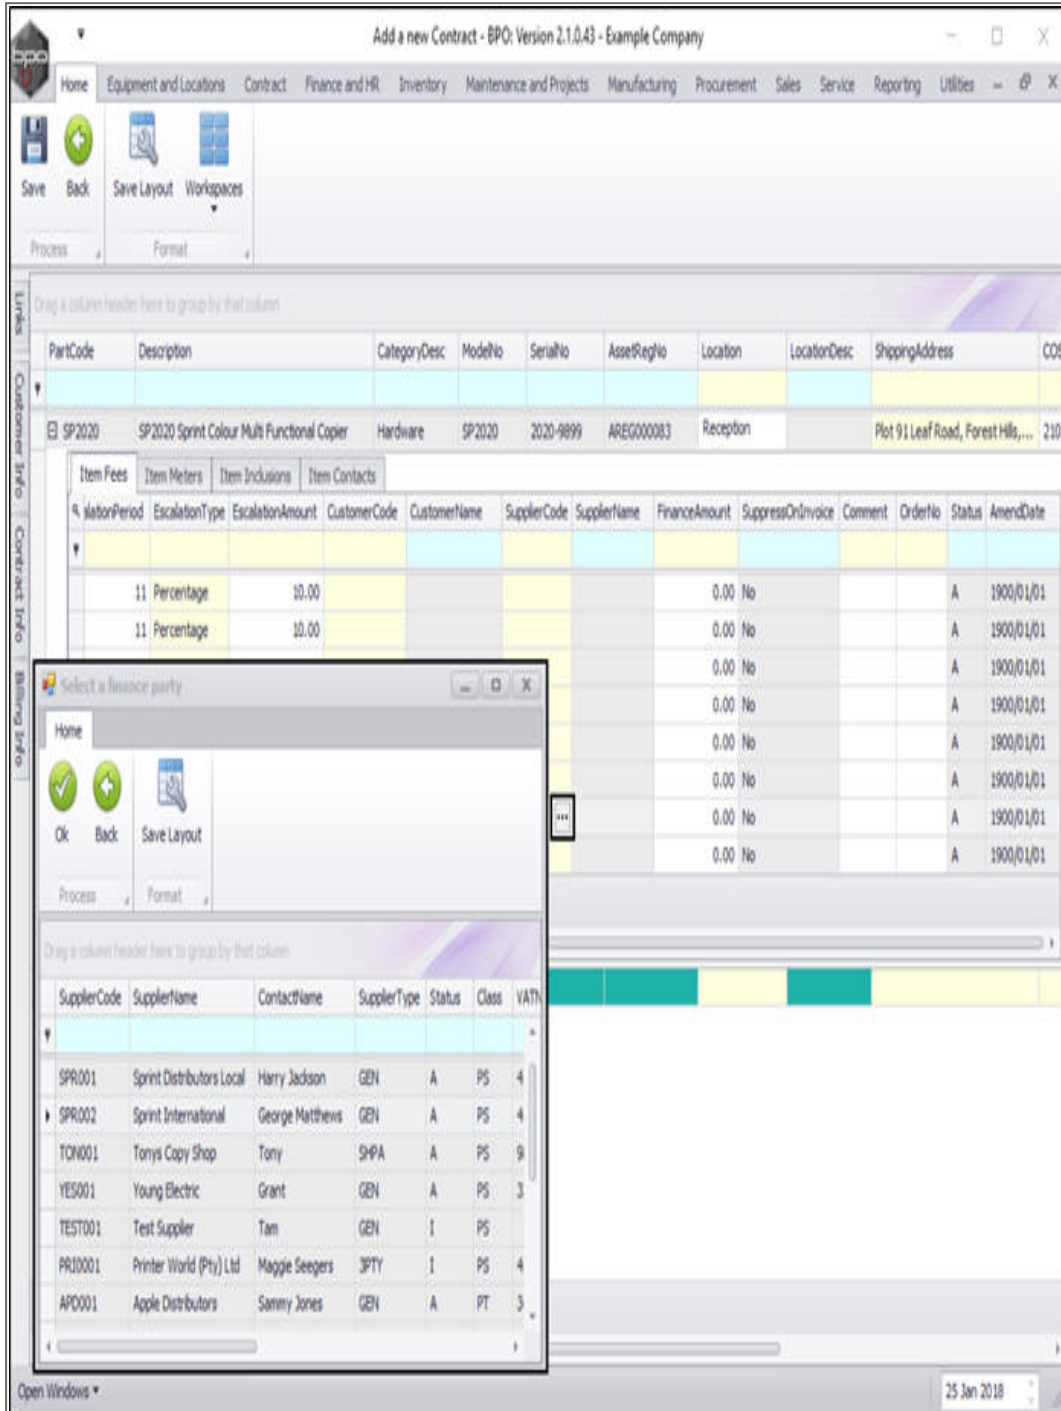 Add a new Contract - BPO: Version 2.1.0.43 - Example Company
bpo
Home Equipment and Locations Contract Finance and HR Inventory Maintenance and Projects Manufacturing Procurement Sales Service Reporting Utilities
Save Back Save Layout Workspaces
Process Format
Links
Customer Info
Contract Info
Billing Info
Drag a column header here to group by that column
PartCode Description CategoryDesc ModelNo SerialNo AssetRegNo Location LocationDesc ShippingAddress COS
SP2020 SP2020 Sprint Colour Multi Functional Copier Hardware SP2020 2020-9899 AREG000083 Reception Plot 91 Leaf Road, Forest Hills,... 210
Item Fees Item Meters Item Inclusions Item Contacts
alationPeriod EscalationType EscalationAmount CustomerCode CustomerName SupplierCode SupplierName FinanceAmount SuppressOnInvoice Comment OrderNo Status AmendDate
11 Percentage 10.00 0.00 No A 1900/01/01
11 Percentage 10.00 0.00 No A 1900/01/01
0.00 No A 1900/01/01
0.00 No A 1900/01/01
0.00 No A 1900/01/01
0.00 No A 1900/01/01
... 0.00 No A 1900/01/01
0.00 No A 1900/01/01
Select a finance party
Home
Ok Back Save Layout
Process Format
Drag a column header here to group by that column
SupplierCode SupplierName ContactName SupplierType Status Class VATN
SPR001 Sprint Distributors Local Harry Jackson GEN A PS 4
SPR002 Sprint International George Matthews GEN A PS 4
TON001 Tonys Copy Shop Tony SHPA A PS 9
YES001 Young Electric Grant GEN A PS 3
TEST001 Test Supplier Tam GEN I PS
PRI0001 Printer World (Pty) Ltd Maggie Seegers 3PTY I PS 4
APD001 Apple Distributors Sammy Jones GEN A PT 3
Open Windows 25 Jan 2018